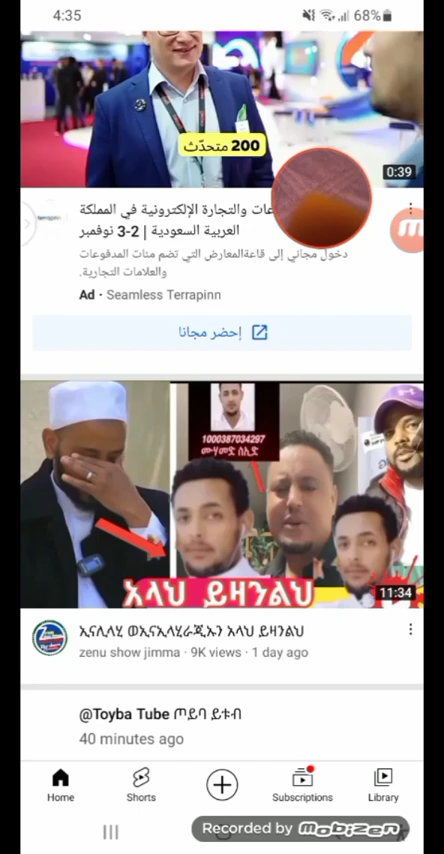 4:35
68%
200 متحدّث
0:39
عات والتجارة الإلكترونية في المملكة
العربية السعودية | 2-3 نوفمبر
دخول مجاني إلى قاعةالمعارض التي تضم مئات المدفوعات
والعلامات التجارية.
Ad · Seamless Terrapinn
إحضر مجانا
1000387034297
ሙሃመድ ሰኢድ
አላህ ይዛንልህ
11:34
ኢናሊላሂ ወኢናኢላሂራጂኡን አላህ ይዛንልህ
zenu show jimma · 9K views · 1 day ago
@Toyba Tube ጦይባ ይቱብ
40 minutes ago
Home
Shorts
Subscriptions
Library
Recorded by mobizen